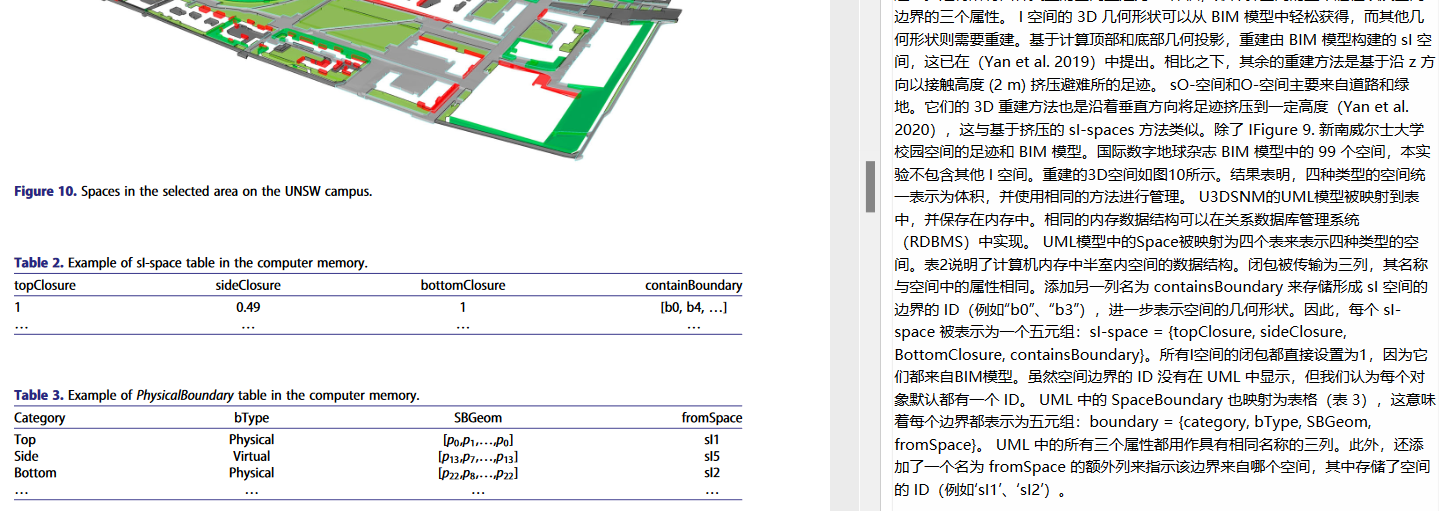 Figure 10. Spaces in the selected area on the UNSW campus.
Table 2. Example of sI-space table in the computer memory.
topClosure sideClosure bottomClosure containBoundary
1 0.49 1 [b0, b4, …]
… … … …
Table 3. Example of PhysicalBoundary table in the computer memory.
Category bType SBGeom fromSpace
Top Physical [p0,p1,…,p0] sI1
Side Virtual [p13,p7,…,p13] sI5
Bottom Physical [p22,p8,…,p22] sI2
… … … …
边界的三个属性。 I 空间的 3D 几何形状可以从 BIM 模型中轻松获得，而其他几
何形状则需要重建。基于计算顶部和底部几何投影，重建由 BIM 模型构建的 sI 空
间，这已在（Yan et al. 2019）中提出。相比之下，其余的重建方法是基于沿 z 方
向以接触高度 (2 m) 挤压避难所的足迹。 sO-空间和O-空间主要来自道路和绿
地。它们的 3D 重建方法也是沿着垂直方向将足迹挤压到一定高度（Yan et al.
2020），这与基于挤压的 sI-spaces 方法类似。除了 IFigure 9. 新南威尔士大学
校园空间的足迹和 BIM 模型。国际数字地球杂志 BIM 模型中的 99 个空间，本实
验不包含其他 I 空间。重建的3D空间如图10所示。结果表明，四种类型的空间统
一表示为体积，并使用相同的方法进行管理。 U3DSNM的UML模型被映射到表
中，并保存在内存中。相同的内存数据结构可以在关系数据库管理系统
（RDBMS）中实现。 UML模型中的Space被映射为四个表来表示四种类型的空
间。表2说明了计算机内存中半室内空间的数据结构。闭包被传输为三列，其名称
与空间中的属性相同。添加另一列名为 containsBoundary 来存储形成 sI 空间的
边界的 ID（例如“b0”、“b3”），进一步表示空间的几何形状。因此，每个 sI-
space 被表示为一个五元组：sI-space = {topClosure, sideClosure,
BottomClosure, containsBoundary}。所有I空间的闭包都直接设置为1，因为它
们都来自BIM模型。虽然空间边界的 ID 没有在 UML 中显示，但我们认为每个对
象默认都有一个 ID。 UML 中的 SpaceBoundary 也映射为表格（表 3），这意味
着每个边界都表示为五元组：boundary = {category, bType, SBGeom,
fromSpace}。 UML 中的所有三个属性都用作具有相同名称的三列。此外，还添
加了一个名为 fromSpace 的额外列来指示该边界来自哪个空间，其中存储了空间
的 ID（例如‘sI1’、‘sI2’）。